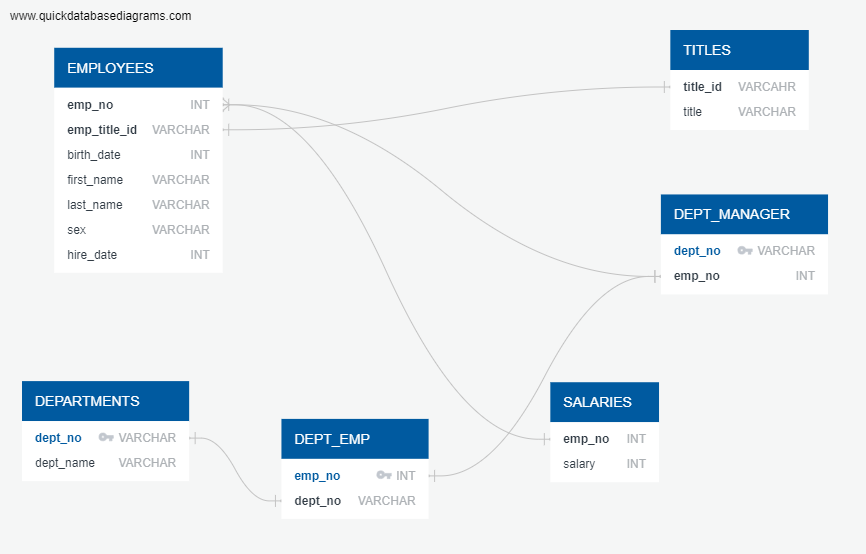 www.quickdatabasediagrams.com
EMPLOYEES
emp_no INT
emp_title_id VARCHAR
birth_date INT
first_name VARCHAR
last_name VARCHAR
sex VARCHAR
hire_date INT
TITLES
title_id VARCAHR
title VARCHAR
DEPT_MANAGER
dept_no VARCHAR
emp_no INT
DEPARTMENTS
dept_no VARCHAR
dept_name VARCHAR
DEPT_EMP
emp_no INT
dept_no VARCHAR
SALARIES
emp_no INT
salary INT